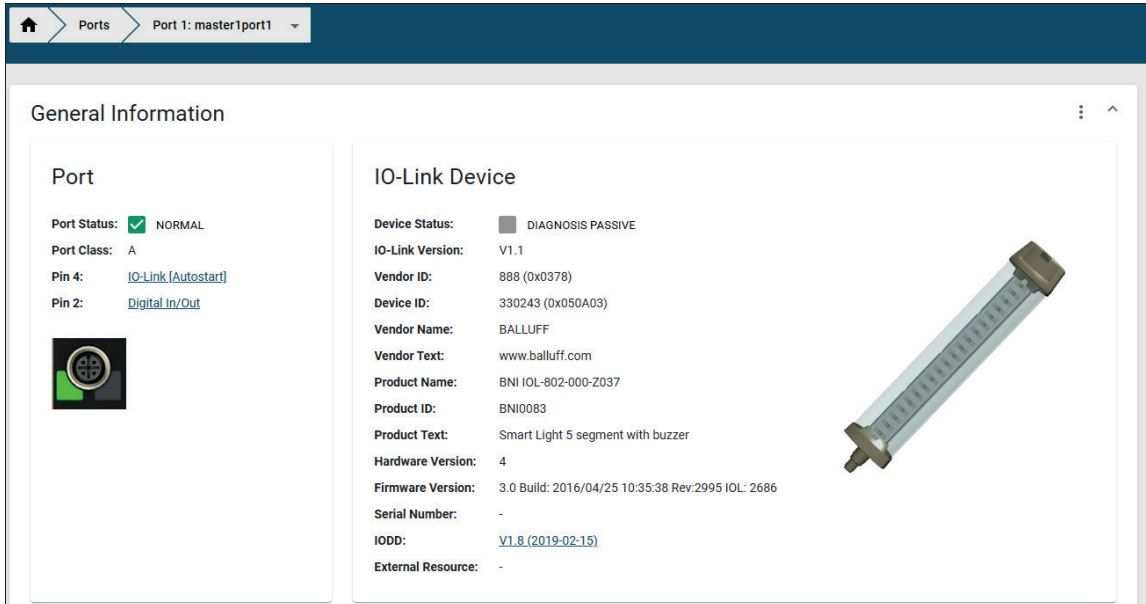 Ports
Port 1: master1port1
General Information
Port
Port Status: NORMAL
Port Class: A
Pin 4: IO-Link [Autostart]
Pin 2: Digital In/Out
IO-Link Device
Device Status: DIAGNOSIS PASSIVE
IO-Link Version: V1.1
Vendor ID: 888 (0x0378)
Device ID: 330243 (0x050A03)
Vendor Name: BALLUFF
Vendor Text: www.balluff.com
Product Name: BNI IOL-802-000-Z037
Product ID: BNI0083
Product Text: Smart Light 5 segment with buzzer
Hardware Version: 4
Firmware Version: 3.0 Build: 2016/04/25 10:35:38 Rev:2995 IOL: 2686
Serial Number: -
IODD: V1.8 (2019-02-15)
External Resource: -